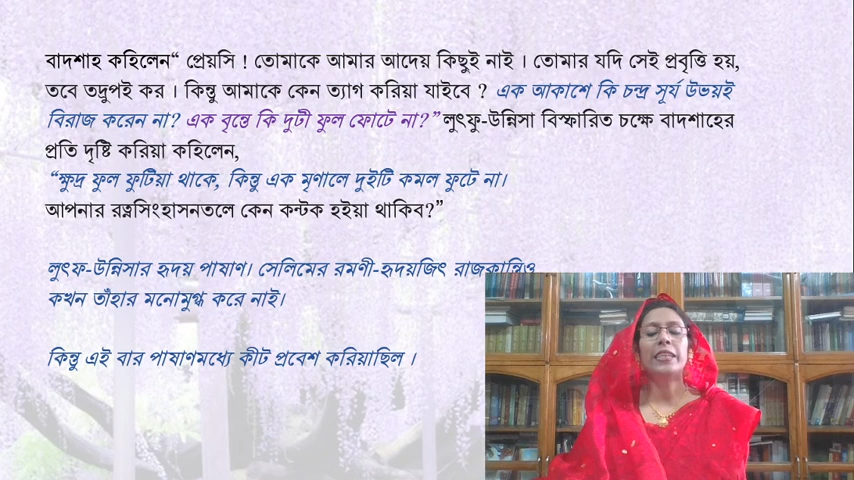 বাদশাহ কহিলেন“ প্রেয়সি ! তোমাকে আমার আদেয় কিছুই নাই । তোমার যদি সেই প্রবৃত্তি হয়,
তবে তদ্রুপই কর । কিন্তু আমাকে কেন ত্যাগ করিয়া যাইবে ? এক আকাশে কি চন্দ্র সূর্য উভয়ই
বিরাজ করেন না? এক বৃন্তে কি দুটী ফুল ফোটে না?” লুৎফু-উন্নিসা বিস্ফারিত চক্ষে বাদশাহের
প্রতি দৃষ্টি করিয়া কহিলেন,
“ক্ষুদ্র ফুল ফুটিয়া থাকে, কিন্তু এক মৃণালে দুইটি কমল ফুটে না।
আপনার রত্নসিংহাসনতলে কেন কন্টক হইয়া থাকিব?”
লুৎফ-উন্নিসার হৃদয় পাষাণ। সেলিমের রমণী-হৃদয়জিৎ রাজকান্তিও
কখন তাঁহার মনোমুগ্ধ করে নাই।
কিন্তু এই বার পাষাণমধ্যে কীট প্রবেশ করিয়াছিল ।